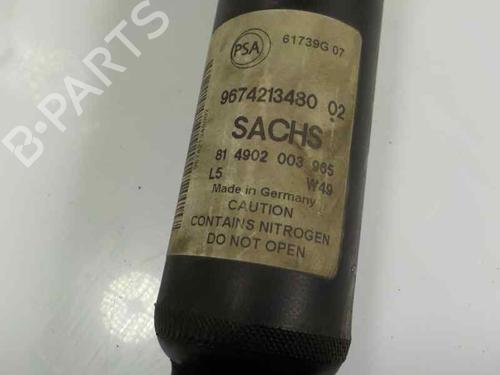 B-PARTS
PSA
61739G 07
9674213480 02
SACHS
81 4902 003 965
L5 W49
Made in Germany
CAUTION
CONTAINS NITROGEN
DO NOT OPEN